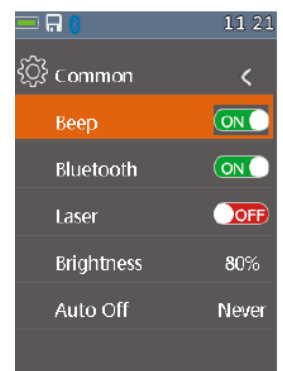 11 21
Common <
Beep ON
Bluetooth ON
Laser OFF
Brightness 80%
Auto Off Never